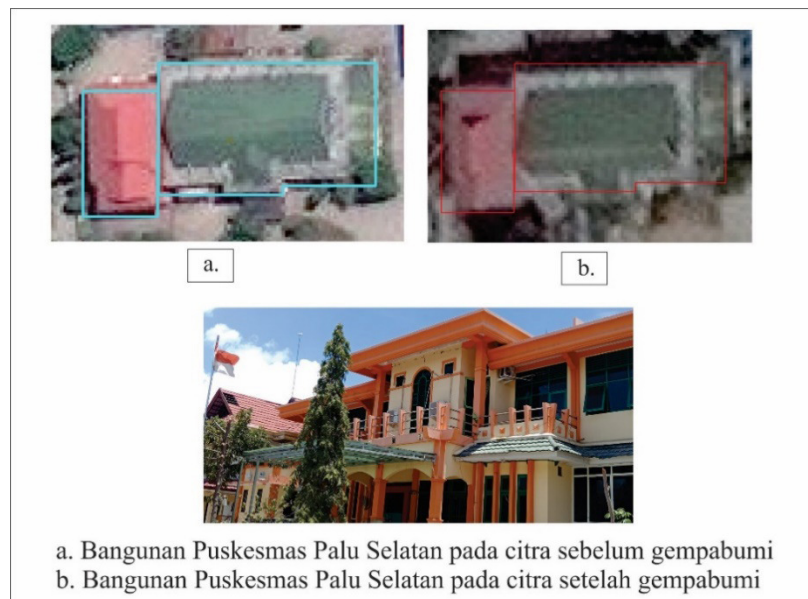 a.
b.
a. Bangunan Puskesmas Palu Selatan pada citra sebelum gempabumi
b. Bangunan Puskesmas Palu Selatan pada citra setelah gempabumi